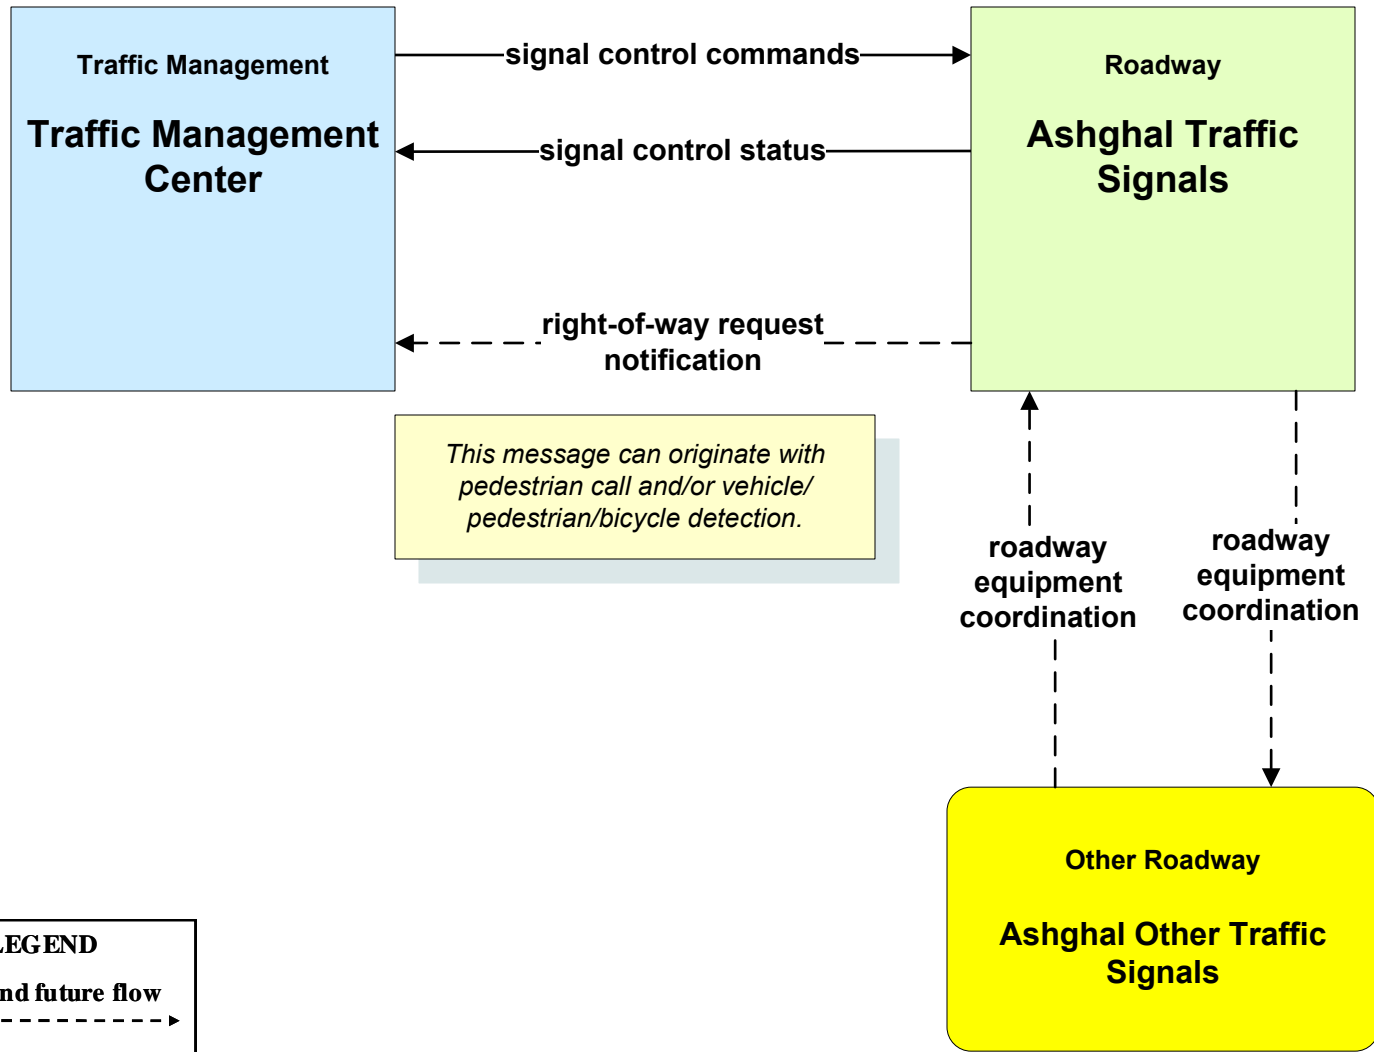 Traffic Management
Traffic Management
Center
signal control commands
signal control status
right-of-way request
notification
Roadway
Ashghal Traffic
Signals
This message can originate with
pedestrian call and/or vehicle/
pedestrian/bicycle detection.
roadway
equipment
coordination
roadway
equipment
coordination
Other Roadway
Ashghal Other Traffic
Signals
LEGEND
future flow